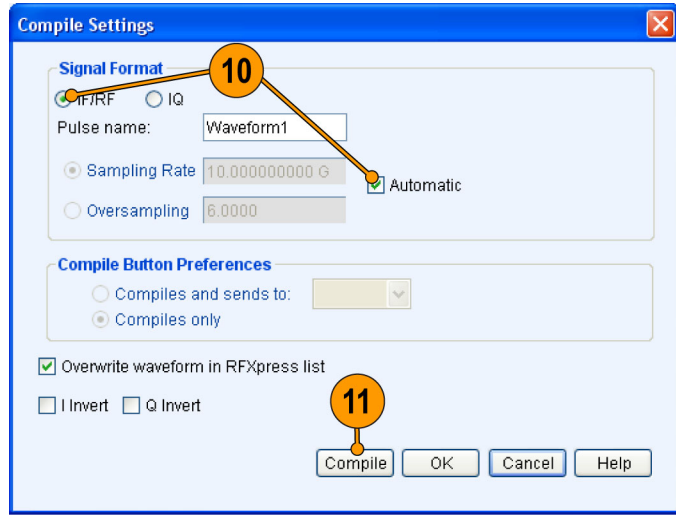 Compile Settings
Signal Format
10
IF/RF IQ
Pulse name: Waveform1
Sampling Rate 10.000000000 G
Automatic
Oversampling 6.0000
Compile Button Preferences
Compiles and sends to:
Compiles only
Overwrite waveform in RFXpress list
I Invert Q Invert
11
Compile OK Cancel Help